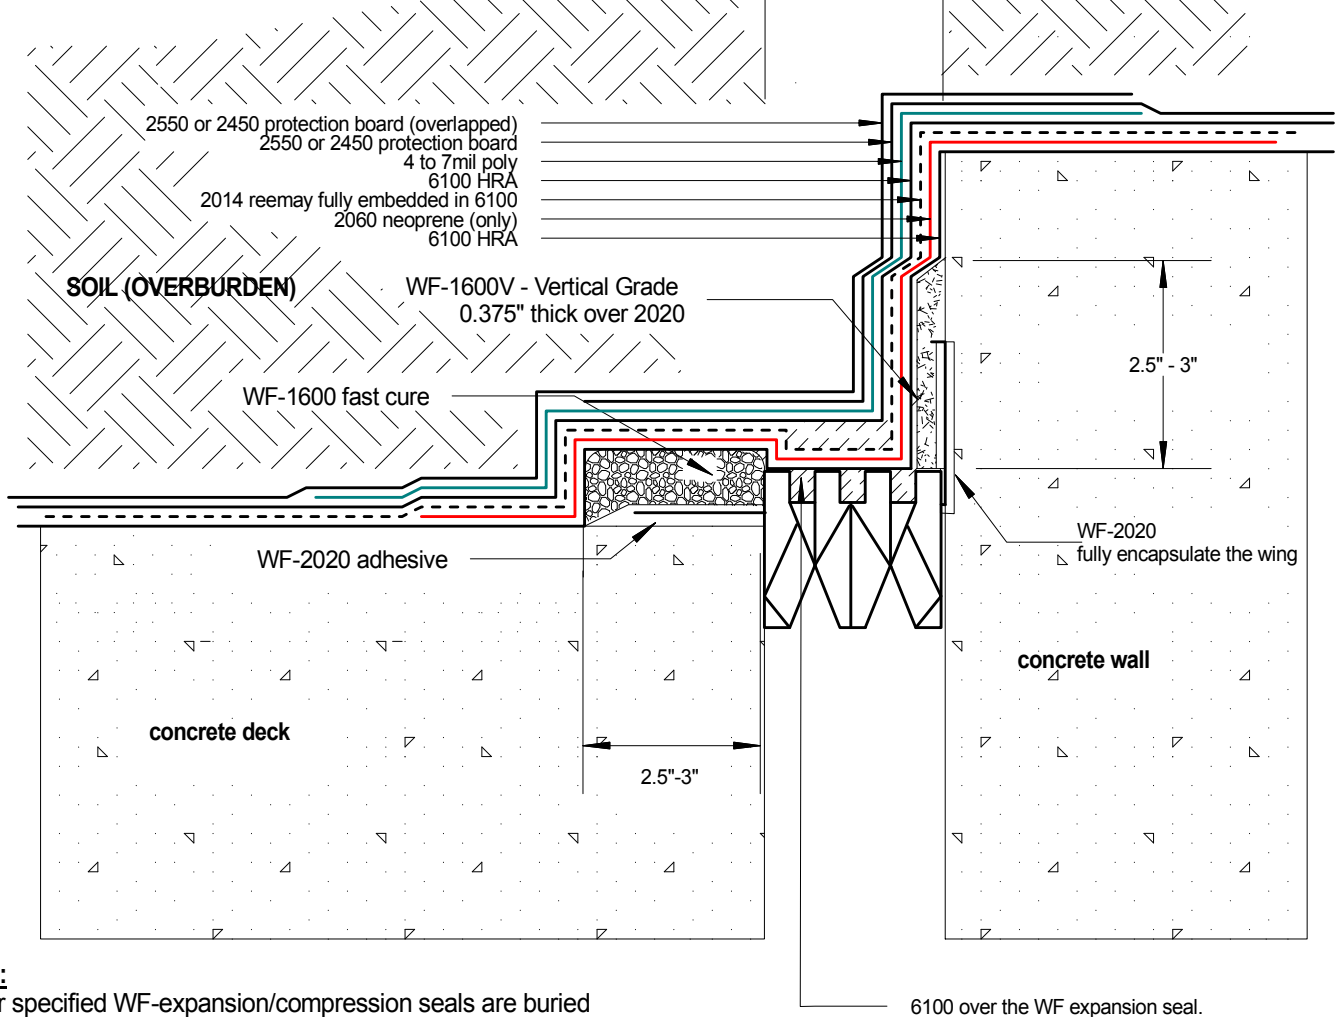 2550 or 2450 protection board (overlapped)
2550 or 2450 protection board
4 to 7mil poly
6100 HRA
2014 reemay fully embedded in 6100
2060 neoprene (only)
6100 HRA
SOIL (OVERBURDEN)
WF-1600V - Vertical Grade
0.375" thick over 2020
2.5" - 3"
WF-1600 fast cure
WF-2020
fully encapsulate the wing
WF-2020 adhesive
concrete wall
concrete deck
2.5"-3"
:
r specified WF-expansion/compression seals are buried
6100 over the WF expansion seal.